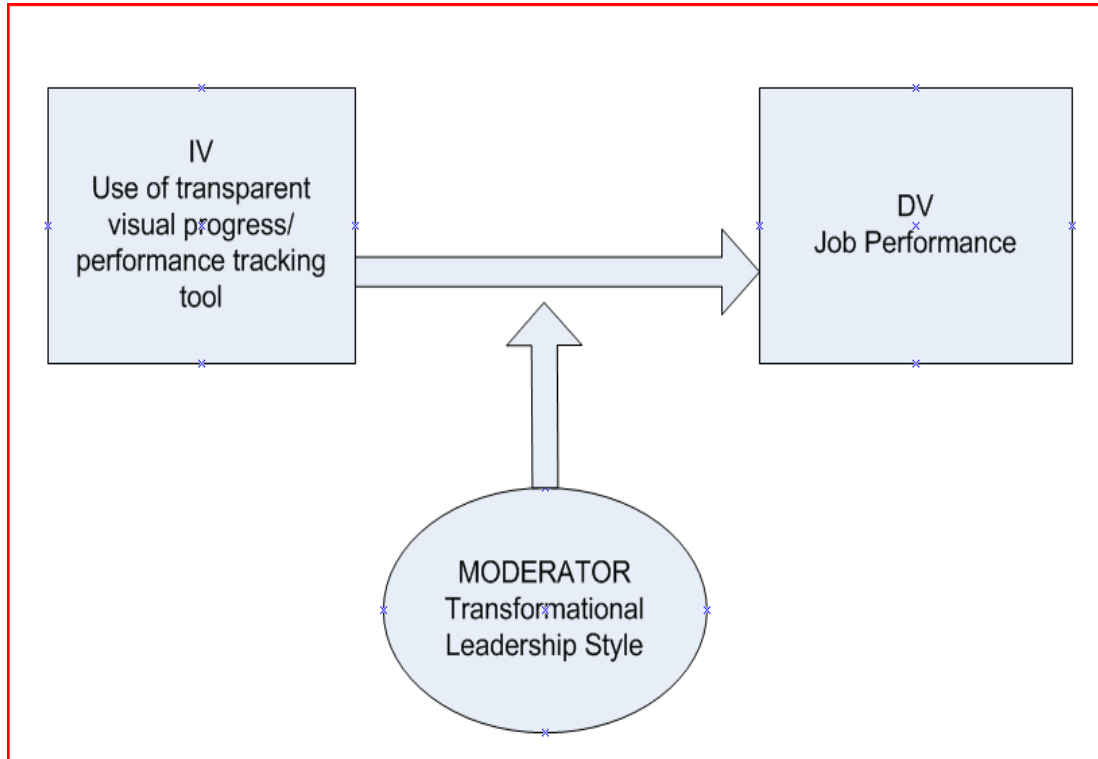 IV
Use of transparent
visual progress/
performance tracking
tool
DV
Job Performance
MODERATOR
Transformational
Leadership Style